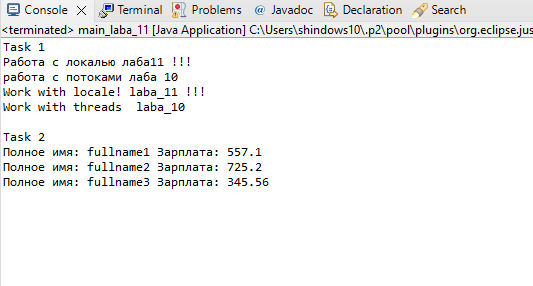 Console Terminal Problems @ Javadoc Declaration Search
<terminated> main_laba_11 [Java Application] C:\Users\shindows10\.p2\pool\plugins\org.eclipse.jus
Task 1
Работа с локалью лаба11 !!!
работа с потоками лаба 10
Work with locale! laba_11 !!!
Work with threads  laba_10
Task 2
Полное имя: fullname1 Зарплата: 557.1
Полное имя: fullname2 Зарплата: 725.2
Полное имя: fullname3 Зарплата: 345.56